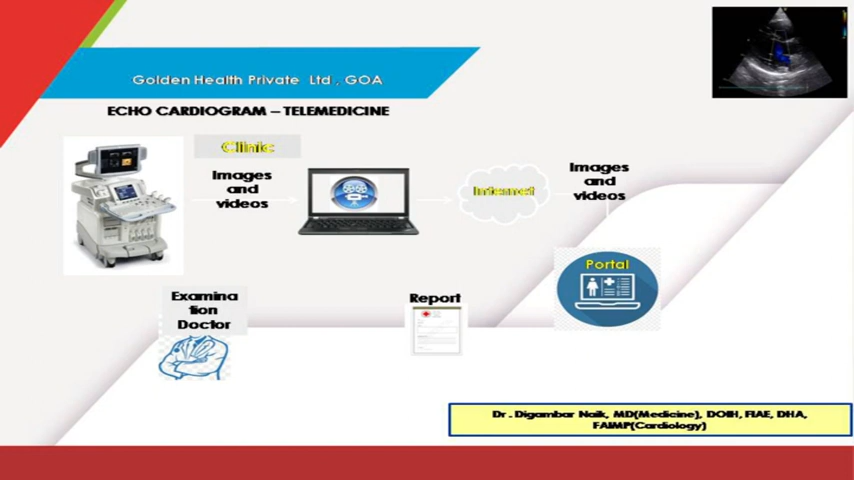 Golden Health Private Ltd , GOA
ECHO CARDIOGRAM – TELEMEDICINE
Clinic
Images
and
videos
Internet
Images
and
videos
Portal
Examina
tion
Doctor
Report
Dr . Digambar Naik, MD(Medicine), DOIH, FIAE, DHA,
FAIMP(Cardiology)